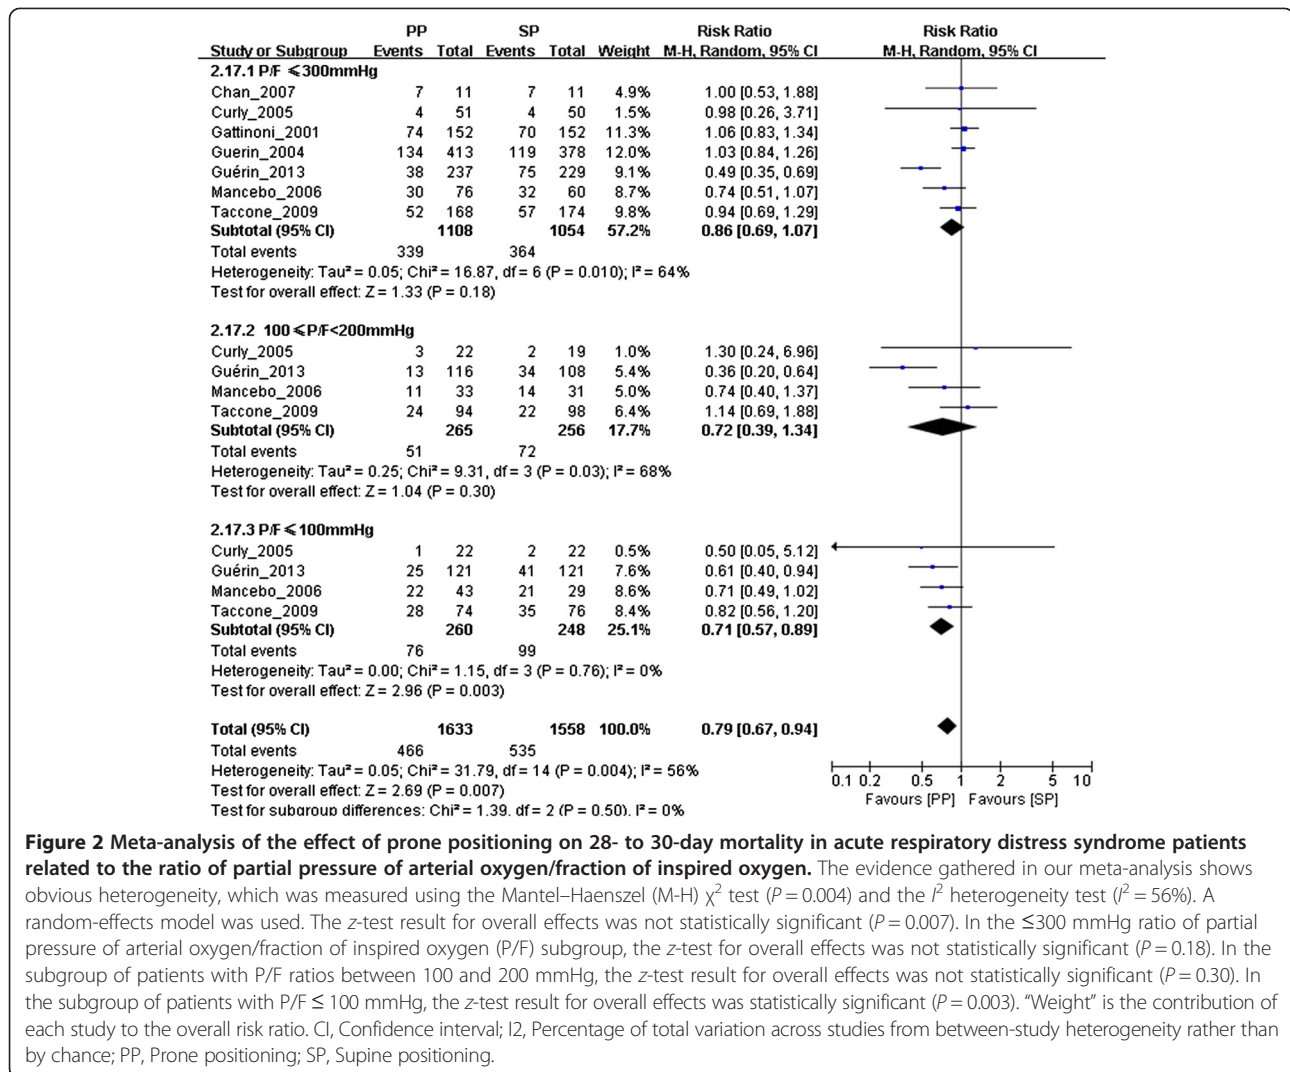 PP SP Risk Ratio Risk Ratio
Study or Subgroup Events Total Events Total Weight M-H, Random, 95% CI M-H, Random, 95% CI
2.17.1 P/F ⩽300mmHg
Chan_2007 7 11 7 11 4.9% 1.00 [0.53, 1.88]
Curly_2005 4 51 4 50 1.5% 0.98 [0.26, 3.71]
Gattinoni_2001 74 152 70 152 11.3% 1.06 [0.83, 1.34]
Guerin_2004 134 413 119 378 12.0% 1.03 [0.84, 1.26]
Guérin_2013 38 237 75 229 9.1% 0.49 [0.35, 0.69]
Mancebo_2006 30 76 32 60 8.7% 0.74 [0.51, 1.07]
Taccone_2009 52 168 57 174 9.8% 0.94 [0.69, 1.29]
Subtotal (95% CI) 1108 1054 57.2% 0.86 [0.69, 1.07]
Total events 339 364
Heterogeneity: Tau² = 0.05; Chi² = 16.87, df = 6 (P = 0.010); I² = 64%
Test for overall effect: Z = 1.33 (P = 0.18)
2.17.2 100 ⩽P/F<200mmHg
Curly_2005 3 22 2 19 1.0% 1.30 [0.24, 6.96]
Guérin_2013 13 116 34 108 5.4% 0.36 [0.20, 0.64]
Mancebo_2006 11 33 14 31 5.0% 0.74 [0.40, 1.37]
Taccone_2009 24 94 22 98 6.4% 1.14 [0.69, 1.88]
Subtotal (95% CI) 265 256 17.7% 0.72 [0.39, 1.34]
Total events 51 72
Heterogeneity: Tau² = 0.25; Chi² = 9.31, df = 3 (P = 0.03); I² = 68%
Test for overall effect: Z = 1.04 (P = 0.30)
2.17.3 P/F ⩽100mmHg
Curly_2005 1 22 2 22 0.5% 0.50 [0.05, 5.12]
Guérin_2013 25 121 41 121 7.6% 0.61 [0.40, 0.94]
Mancebo_2006 22 43 21 29 8.6% 0.71 [0.49, 1.02]
Taccone_2009 28 74 35 76 8.4% 0.82 [0.56, 1.20]
Subtotal (95% CI) 260 248 25.1% 0.71 [0.57, 0.89]
Total events 76 99
Heterogeneity: Tau² = 0.00; Chi² = 1.15, df = 3 (P = 0.76); I² = 0%
Test for overall effect: Z = 2.96 (P = 0.003)
Total (95% CI) 1633 1558 100.0% 0.79 [0.67, 0.94]
Total events 466 535
Heterogeneity: Tau² = 0.05; Chi² = 31.79, df = 14 (P = 0.004); I² = 56%
Test for overall effect: Z = 2.69 (P = 0.007)
Test for subgroup differences: Chi² = 1.39. df = 2 (P = 0.50). I² = 0%
0.1 0.2 0.5 1 2 5 10
Favours [PP] Favours [SP]
Figure 2 Meta-analysis of the effect of prone positioning on 28- to 30-day mortality in acute respiratory distress syndrome patients
related to the ratio of partial pressure of arterial oxygen/fraction of inspired oxygen. The evidence gathered in our meta-analysis shows
obvious heterogeneity, which was measured using the Mantel–Haenszel (M-H) χ² test (P = 0.004) and the I² heterogeneity test (I² = 56%). A
random-effects model was used. The z-test result for overall effects was not statistically significant (P = 0.007). In the ≤300 mmHg ratio of partial
pressure of arterial oxygen/fraction of inspired oxygen (P/F) subgroup, the z-test for overall effects was not statistically significant (P = 0.18). In the
subgroup of patients with P/F ratios between 100 and 200 mmHg, the z-test result for overall effects was not statistically significant (P = 0.30). In
the subgroup of patients with P/F ≤ 100 mmHg, the z-test result for overall effects was statistically significant (P = 0.003). “Weight” is the contribution of
each study to the overall risk ratio. CI, Confidence interval; I2, Percentage of total variation across studies from between-study heterogeneity rather than
by chance; PP, Prone positioning; SP, Supine positioning.